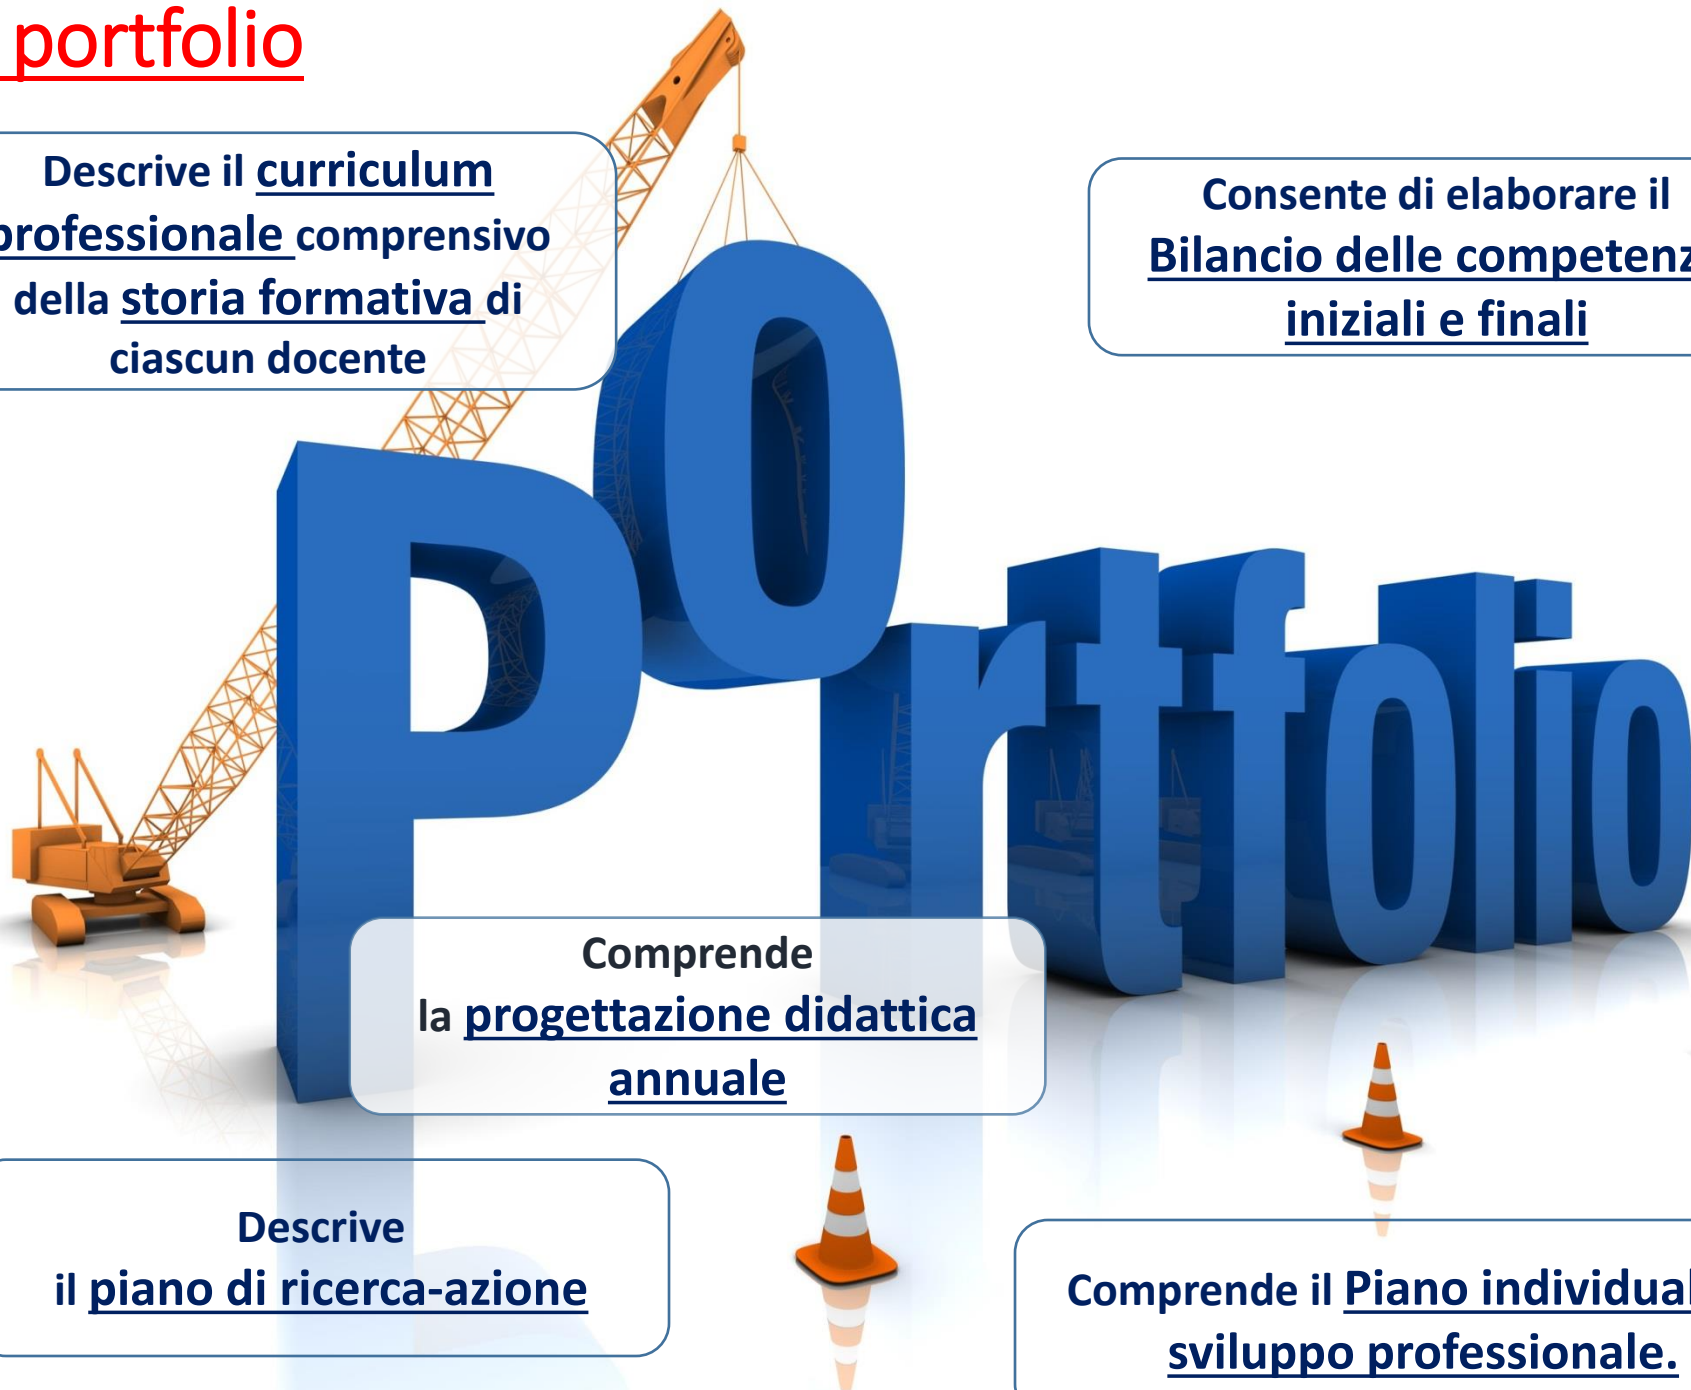 portfolio
Descrive il curriculum
professionale comprensivo
della storia formativa di
ciascun docente
Consente di elaborare il
Bilancio delle competenz
iniziali e finali
Portfolio
Comprende
la progettazione didattica
annuale
Descrive
il piano di ricerca-azione
Comprende il Piano individual
sviluppo professionale.